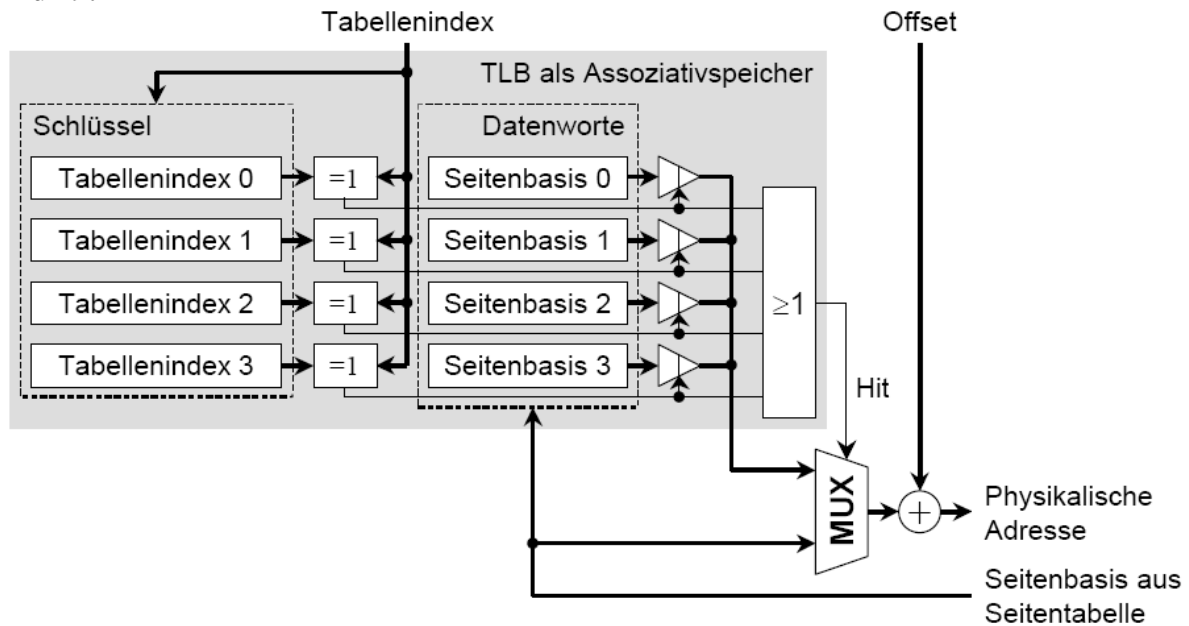 Tabellenindex
Offset
TLB als Assoziativspeicher
Schlüssel
Datenworte
Tabellenindex 0
=1
Seitenbasis 0
Tabellenindex 1
=1
Seitenbasis 1
Tabellenindex 2
=1
Seitenbasis 2
≥1
Tabellenindex 3
=1
Seitenbasis 3
Hit
MUX
+
Physikalische
Adresse
Seitenbasis aus
Seitentabelle